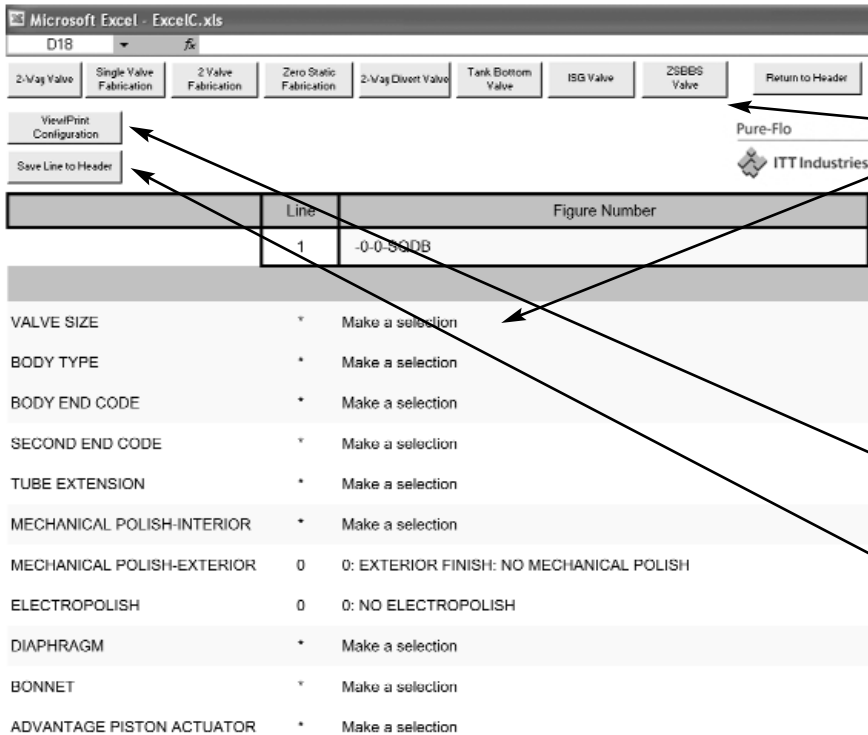 Microsoft Excel - ExcelC.xls
D18 fx
2-Way Valve Single Valve Fabrication 2 Valve Fabrication Zero Static Fabrication 2-Way Divert Valve Tank Bottom Valve ISG Valve ZSBBS Valve Return to Header
View/Print Configuration
Pure-Flo
Save Line to Header
ITT Industries
Line Figure Number
1 -0-0-SQDB
VALVE SIZE * Make a selection
BODY TYPE * Make a selection
BODY END CODE * Make a selection
SECOND END CODE * Make a selection
TUBE EXTENSION * Make a selection
MECHANICAL POLISH-INTERIOR * Make a selection
MECHANICAL POLISH-EXTERIOR 0 0: EXTERIOR FINISH: NO MECHANICAL POLISH
ELECTROPOLISH 0 0: NO ELECTROPOLISH
DIAPHRAGM * Make a selection
BONNET * Make a selection
ADVANTAGE PISTON ACTUATOR * Make a selection